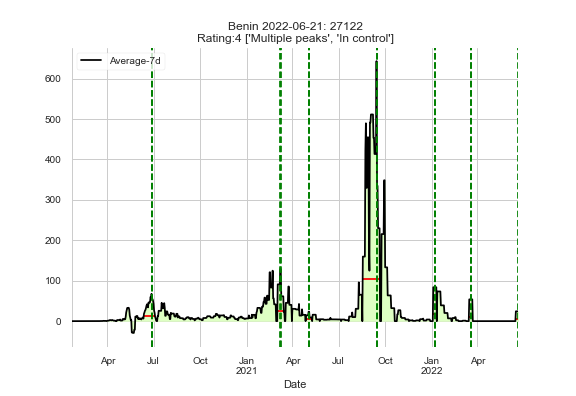 Benin 2022-06-21: 27122
Rating:4 ['Multiple peaks', 'In control']
Average-7d
600
500
400
300
200
100
0
Apr Jul Oct Jan Apr Jul Oct Jan Apr
2021 2022
Date